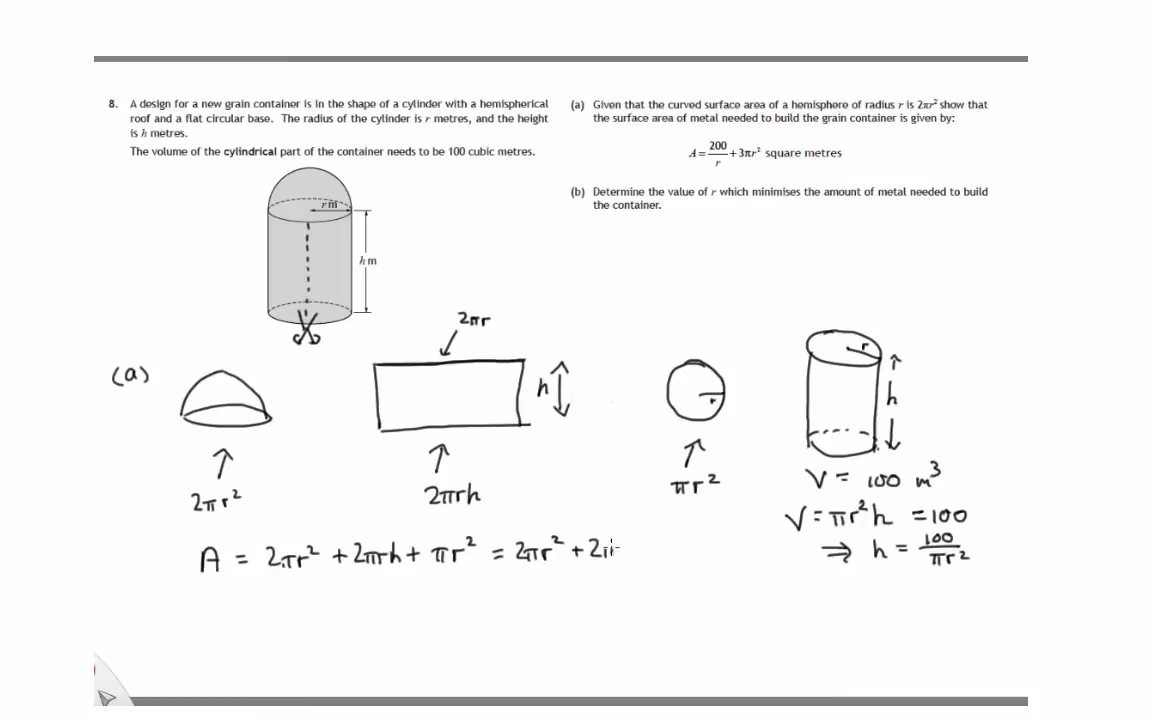 8. A design for a new grain container is in the shape of a cylinder with a hemispherical
roof and a flat circular base. The radius of the cylinder is r metres, and the height
is h metres.
The volume of the cylindrical part of the container needs to be 100 cubic metres.
r m
h m
(a) Given that the curved surface area of a hemisphere of radius r is 2πr² show that
the surface area of metal needed to build the grain container is given by:
A = 200/r + 3πr² square metres
(b) Determine the value of r which minimises the amount of metal needed to build
the container.
(a)
2πr²
2πr
h
2πrh
r
πr²
r
h
V = 100 m³
V = πr²h = 100
⇒ h = 100/πr²
A = 2πr² + 2πrh + πr² = 2πr² + 2π